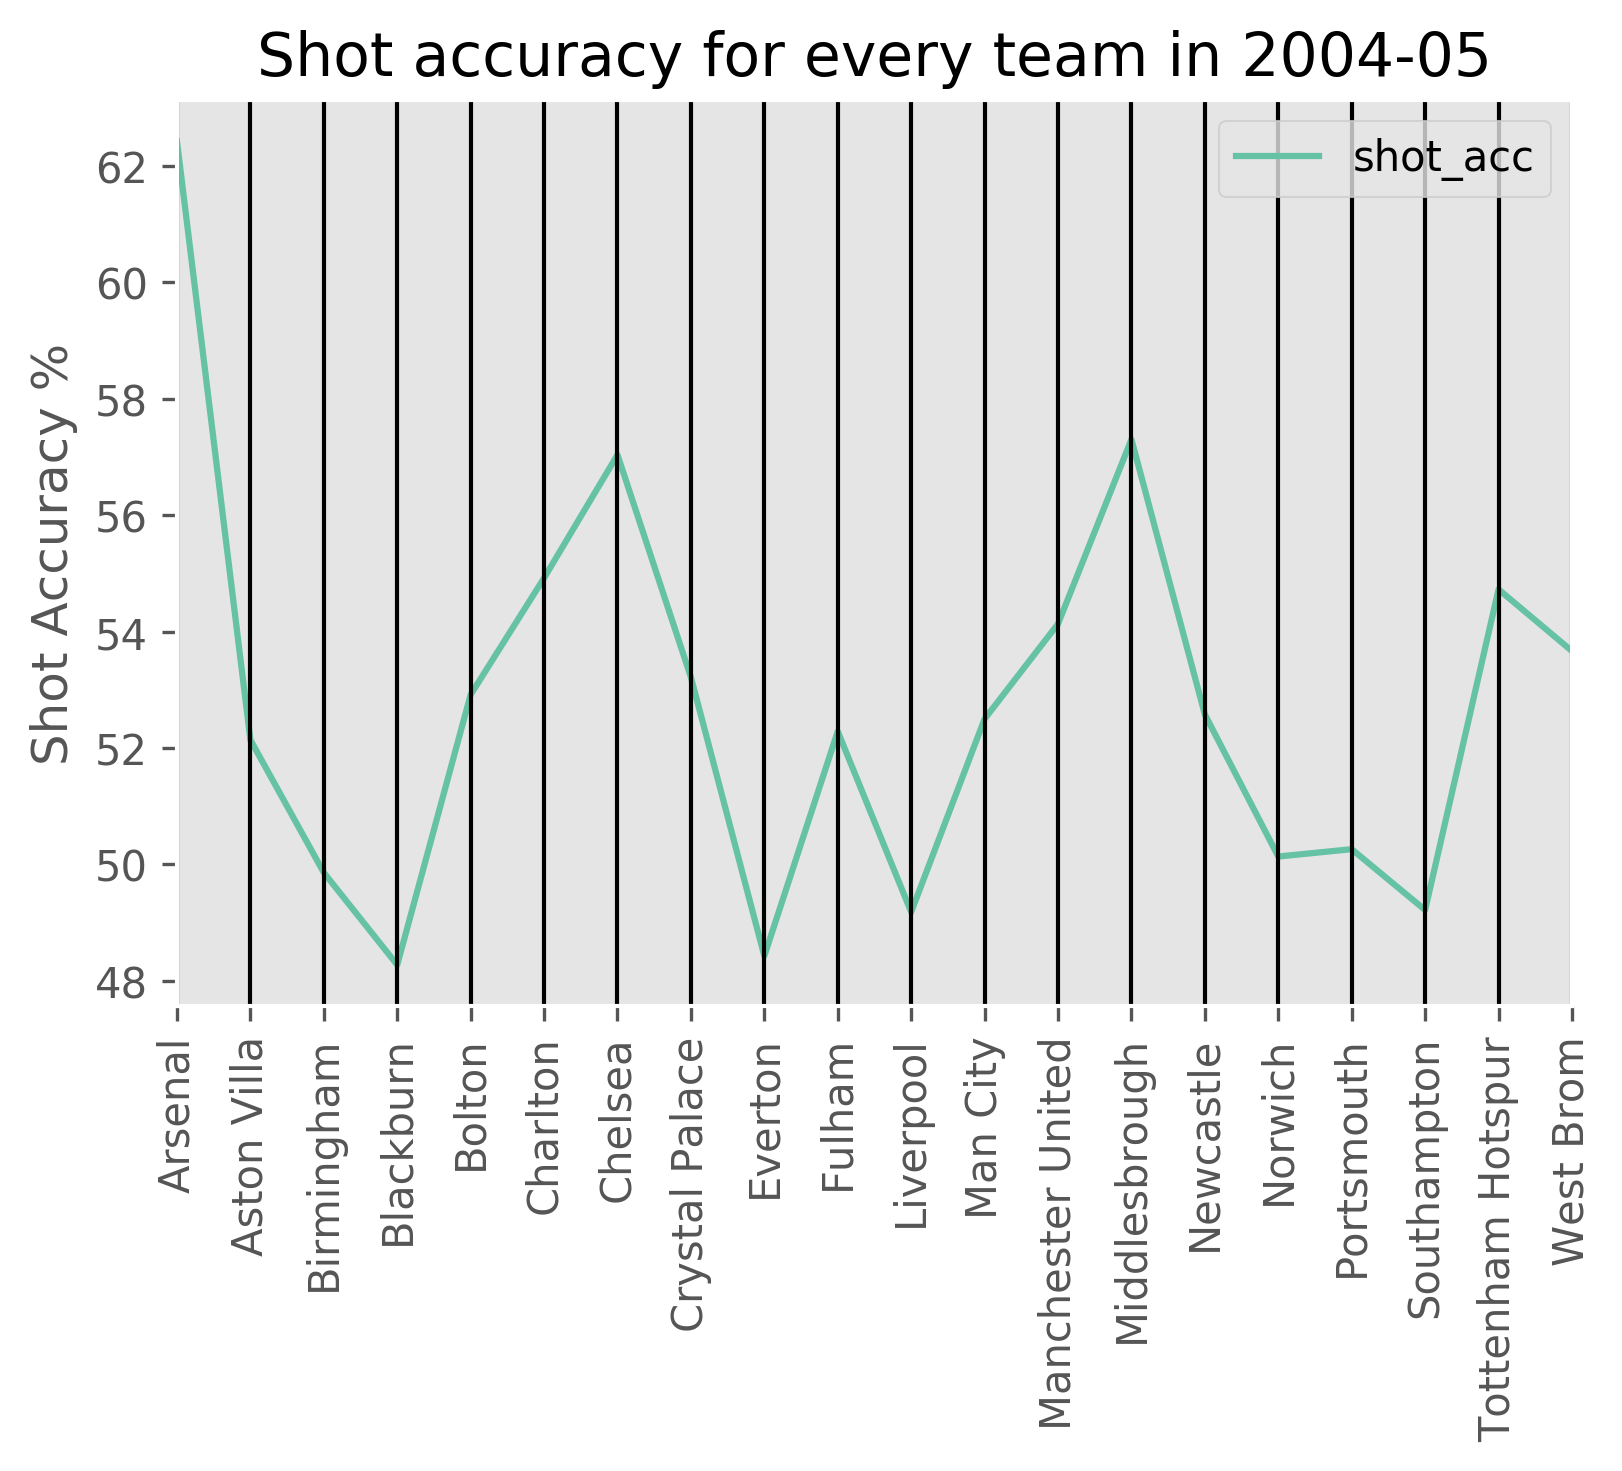 Shot accuracy for every team in 2004-05
shot_acc
Shot Accuracy %
62
60
58
56
54
52
50
48
Arsenal
Aston Villa
Birmingham
Blackburn
Bolton
Charlton
Chelsea
Crystal Palace
Everton
Fulham
Liverpool
Man City
Manchester United
Middlesbrough
Newcastle
Norwich
Portsmouth
Southampton
Tottenham Hotspur
West Brom